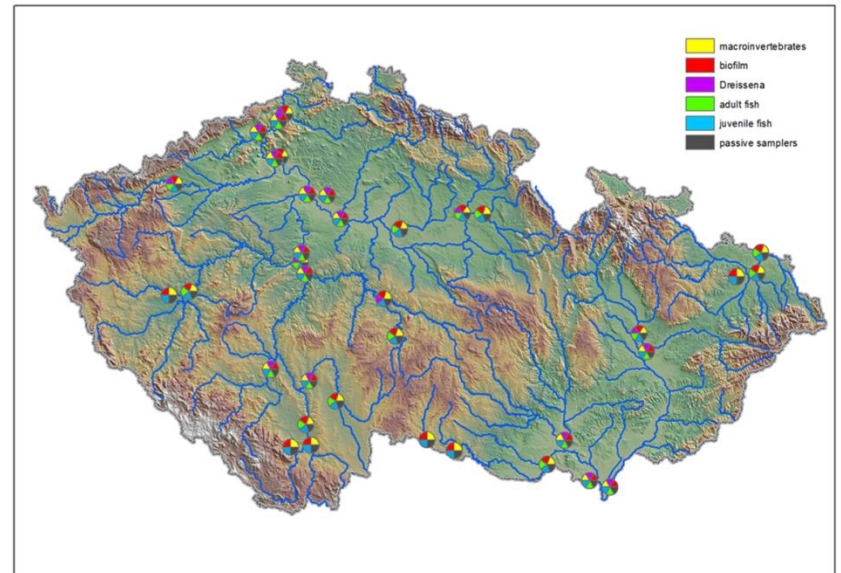 macroinvertebrates
biofilm
Dreissena
adult fish
juvenile fish
passive samplers